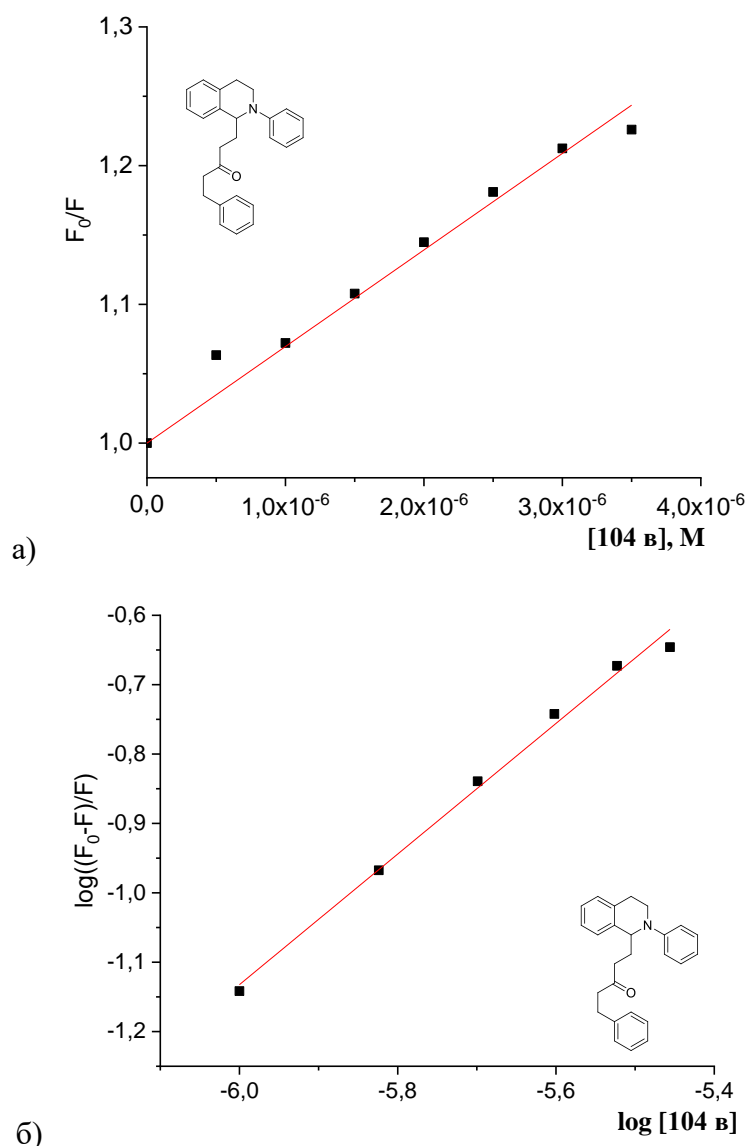 1,3
1,2
1,1
1,0
F₀/F
N
O
0,0
1,0x10⁻⁶
2,0x10⁻⁶
3,0x10⁻⁶
4,0x10⁻⁶
[104 в], М
а)
-0,6
-0,7
-0,8
-0,9
-1,0
-1,1
-1,2
log((F₀-F)/F)
N
O
-6,0
-5,8
-5,6
-5,4
log [104 в]
б)